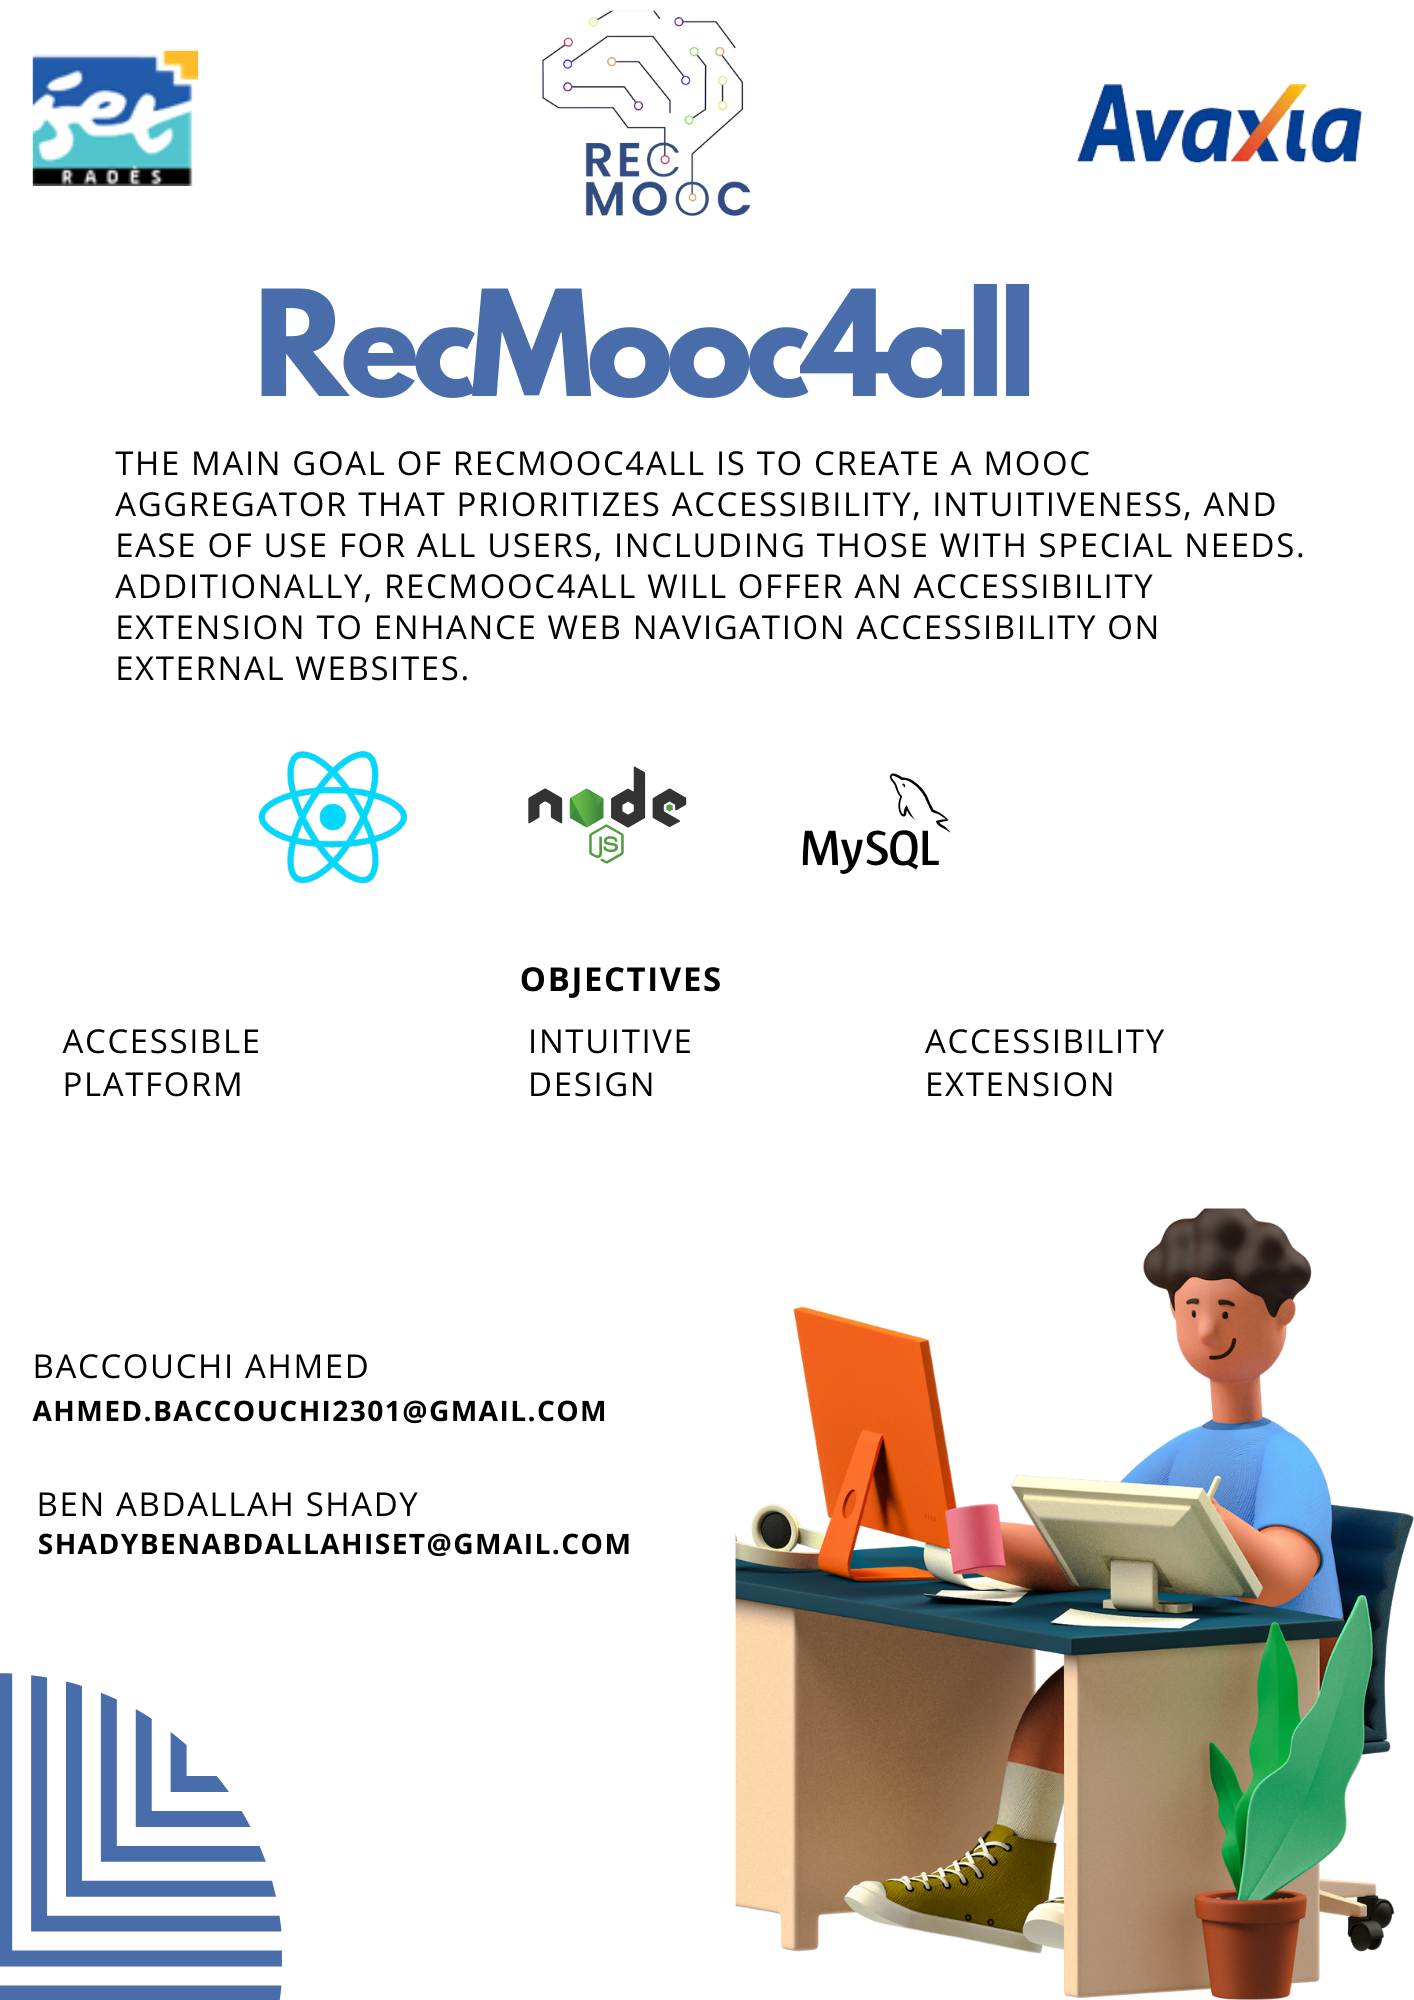 iset
RADÈS
REC
MOOC
Avaxia
RecMooc4all
THE MAIN GOAL OF RECMOOC4ALL IS TO CREATE A MOOC
AGGREGATOR THAT PRIORITIZES ACCESSIBILITY, INTUITIVENESS, AND
EASE OF USE FOR ALL USERS, INCLUDING THOSE WITH SPECIAL NEEDS.
ADDITIONALLY, RECMOOC4ALL WILL OFFER AN ACCESSIBILITY
EXTENSION TO ENHANCE WEB NAVIGATION ACCESSIBILITY ON
EXTERNAL WEBSITES.
node
JS
MySQL
OBJECTIVES
ACCESSIBLE
PLATFORM
INTUITIVE
DESIGN
ACCESSIBILITY
EXTENSION
BACCOUCHI AHMED
AHMED.BACCOUCHI2301@GMAIL.COM
BEN ABDALLAH SHADY
SHADYBENABDALLAHISET@GMAIL.COM